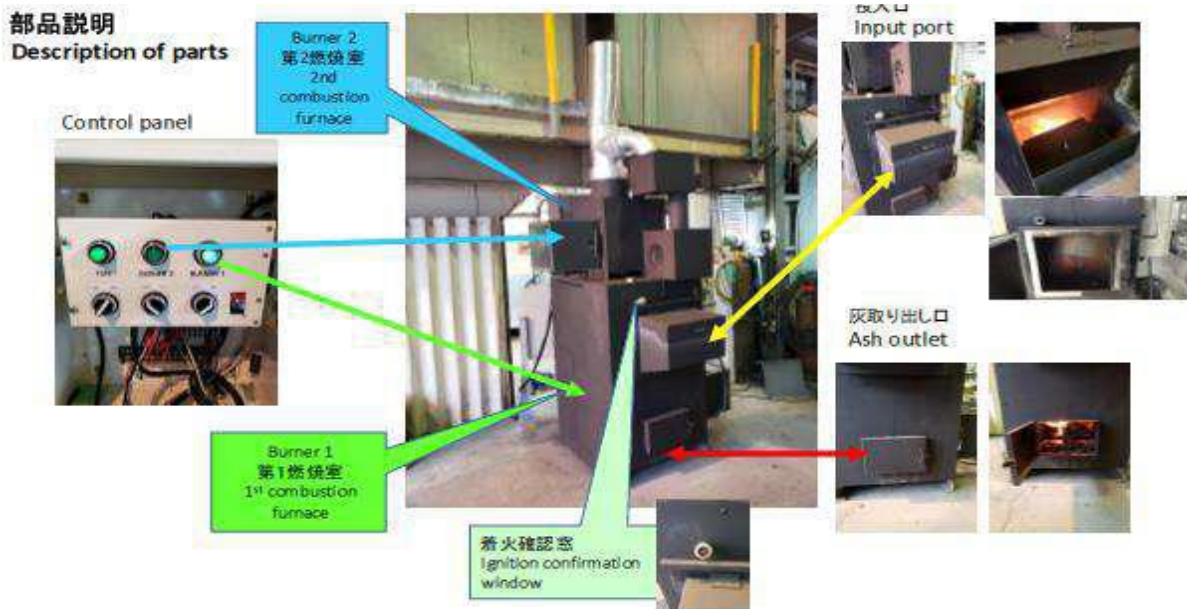 部品説明
Description of parts
Burner 2
第2燃焼室
2nd
combustion
furnace
Control panel
Input port
灰取り出し口
Ash outlet
Burner 1
第1燃焼室
1st combustion
furnace
着火確認窓
Ignition confirmation
window